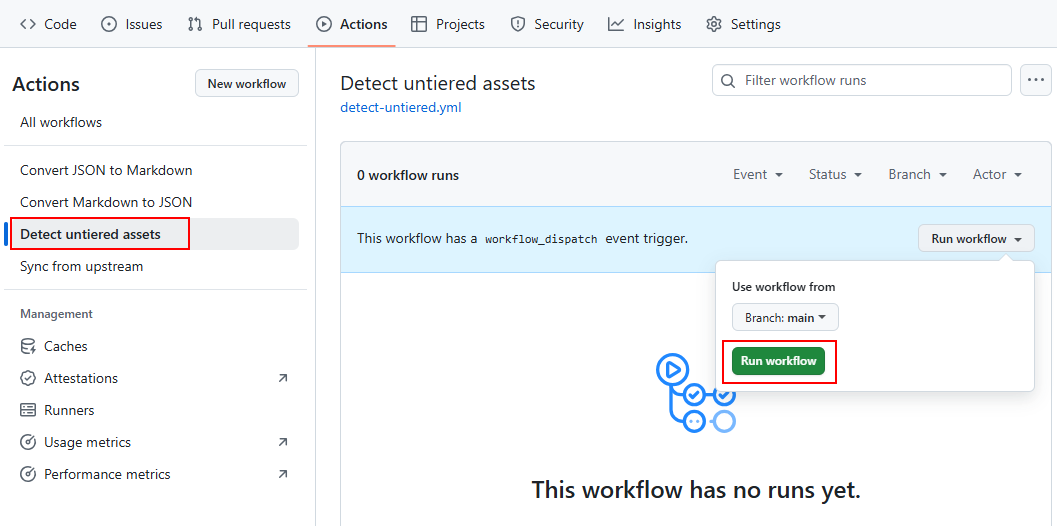 Code Issues Pull requests Actions Projects Security Insights Settings
Actions
New workflow
All workflows
Convert JSON to Markdown
Convert Markdown to JSON
Detect untiered assets
Sync from upstream
Management
Caches
Attestations
Runners
Usage metrics
Performance metrics
Detect untiered assets
detect-untiered.yml
Filter workflow runs
0 workflow runs
Event Status Branch Actor
This workflow has a workflow_dispatch event trigger.
Run workflow
Use workflow from
Branch: main
Run workflow
This workflow has no runs yet.